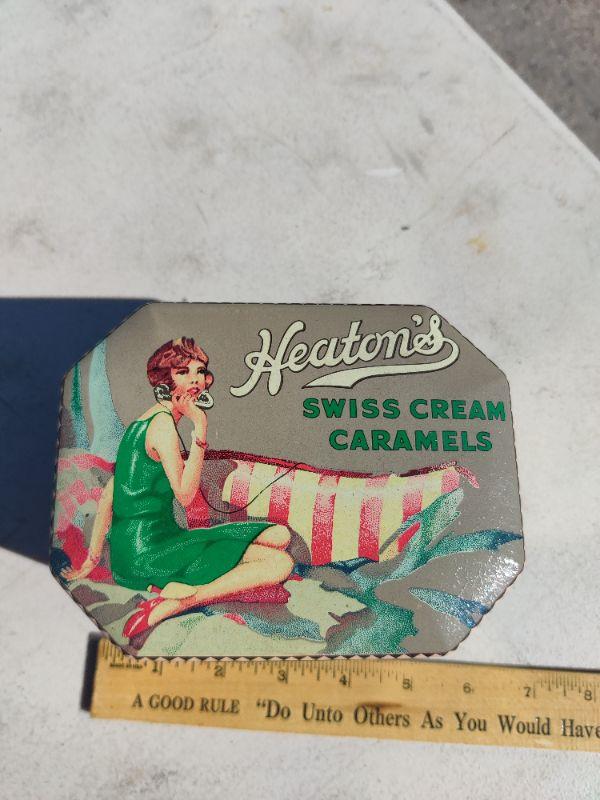 Heaton's
SWISS CREAM
CARAMELS
1 2 3 4 5 6 7 8
A GOOD RULE "Do Unto Others As You Would Have